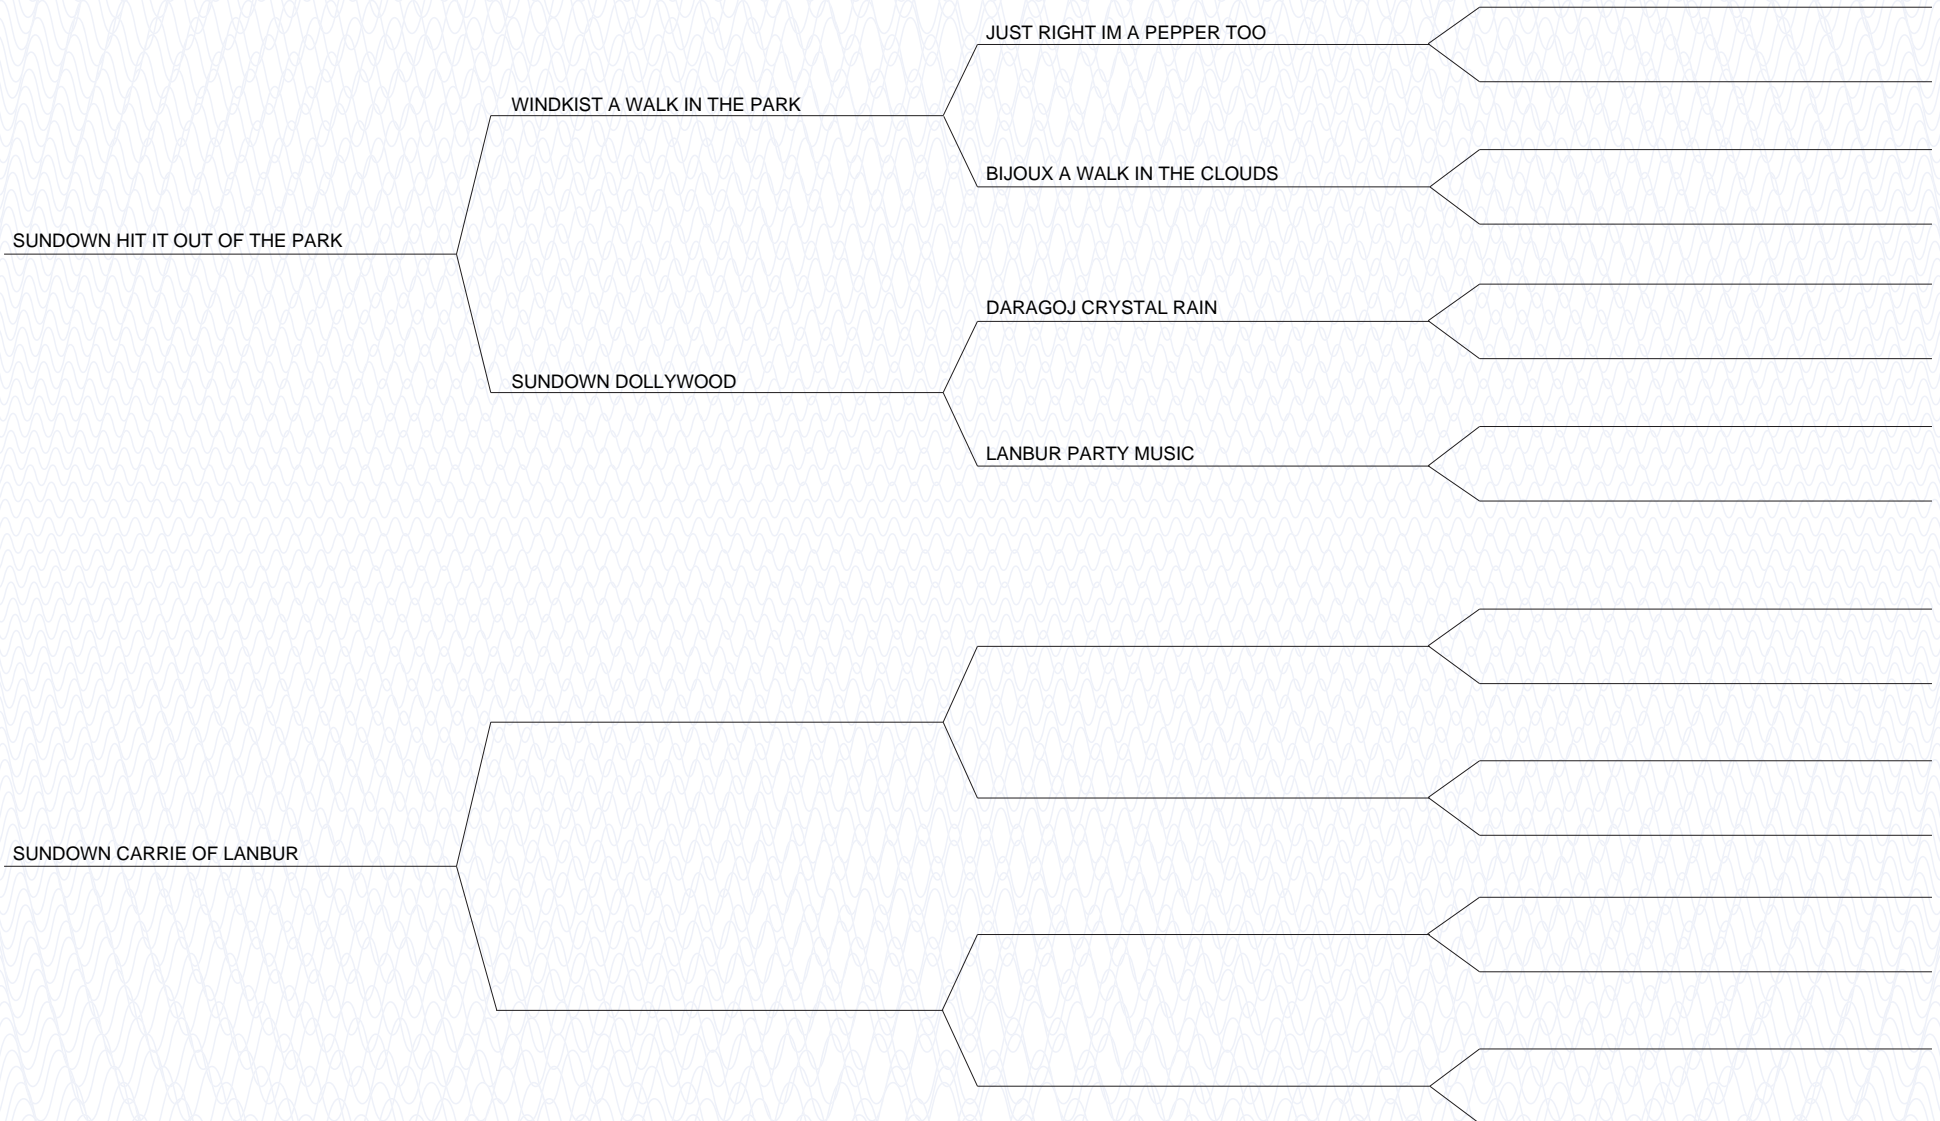 JUST RIGHT IM A PEPPER TOO
WINDKIST A WALK IN THE PARK
BIJOUX A WALK IN THE CLOUDS
SUNDOWN HIT IT OUT OF THE PARK
DARAGOJ CRYSTAL RAIN
SUNDOWN DOLLYWOOD
LANBUR PARTY MUSIC
SUNDOWN CARRIE OF LANBUR